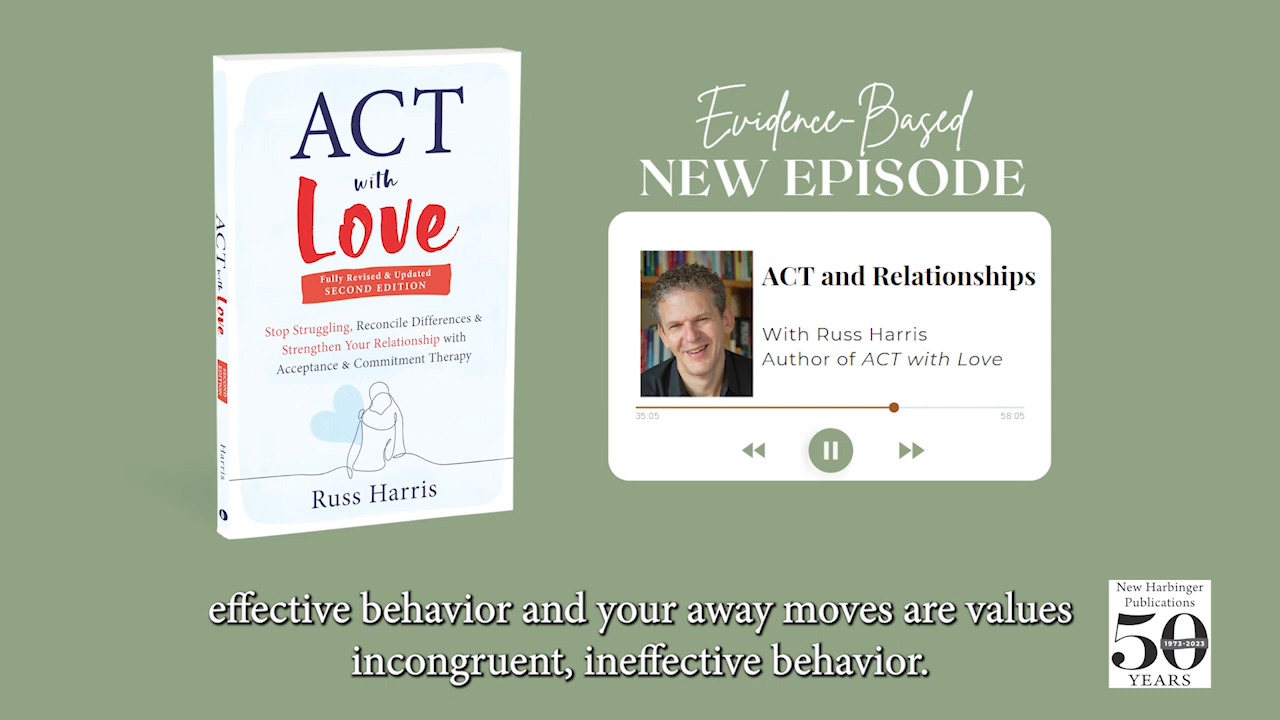 ACT
with
Love
Fully Revised & Updated
SECOND EDITION
Stop Struggling, Reconcile Differences &
Strengthen Your Relationship with
Acceptance & Commitment Therapy
Russ Harris
ACT with Love
SECOND EDITION
Harris
Evidence-Based
NEW EPISODE
ACT and Relationships
With Russ Harris
Author of ACT with Love
35:05
58:05
effective behavior and your away moves are values
incongruent, ineffective behavior.
New Harbinger
Publications
50
1973-2023
YEARS